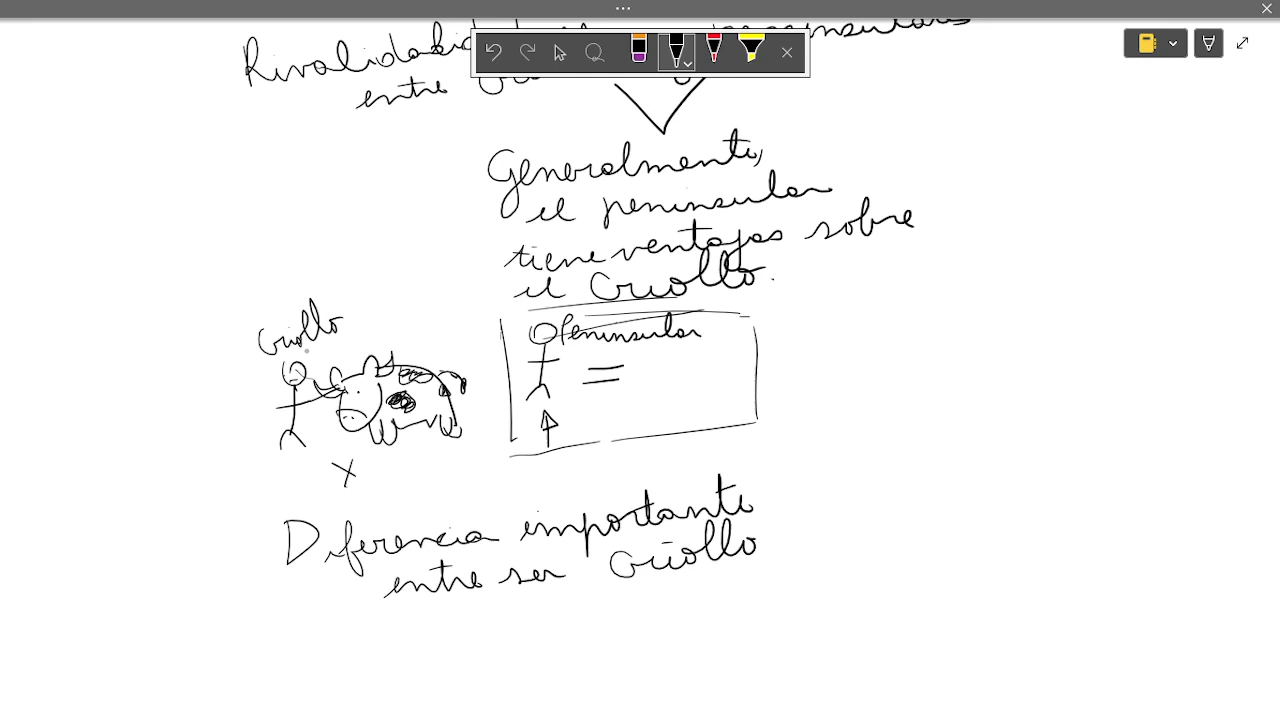 Rivalidad
entre
Generalmente,
el peninsular
tiene ventajas sobre
el Criollo.
Criollo
Peninsular
=
X
Diferencia importante
entre ser Criollo